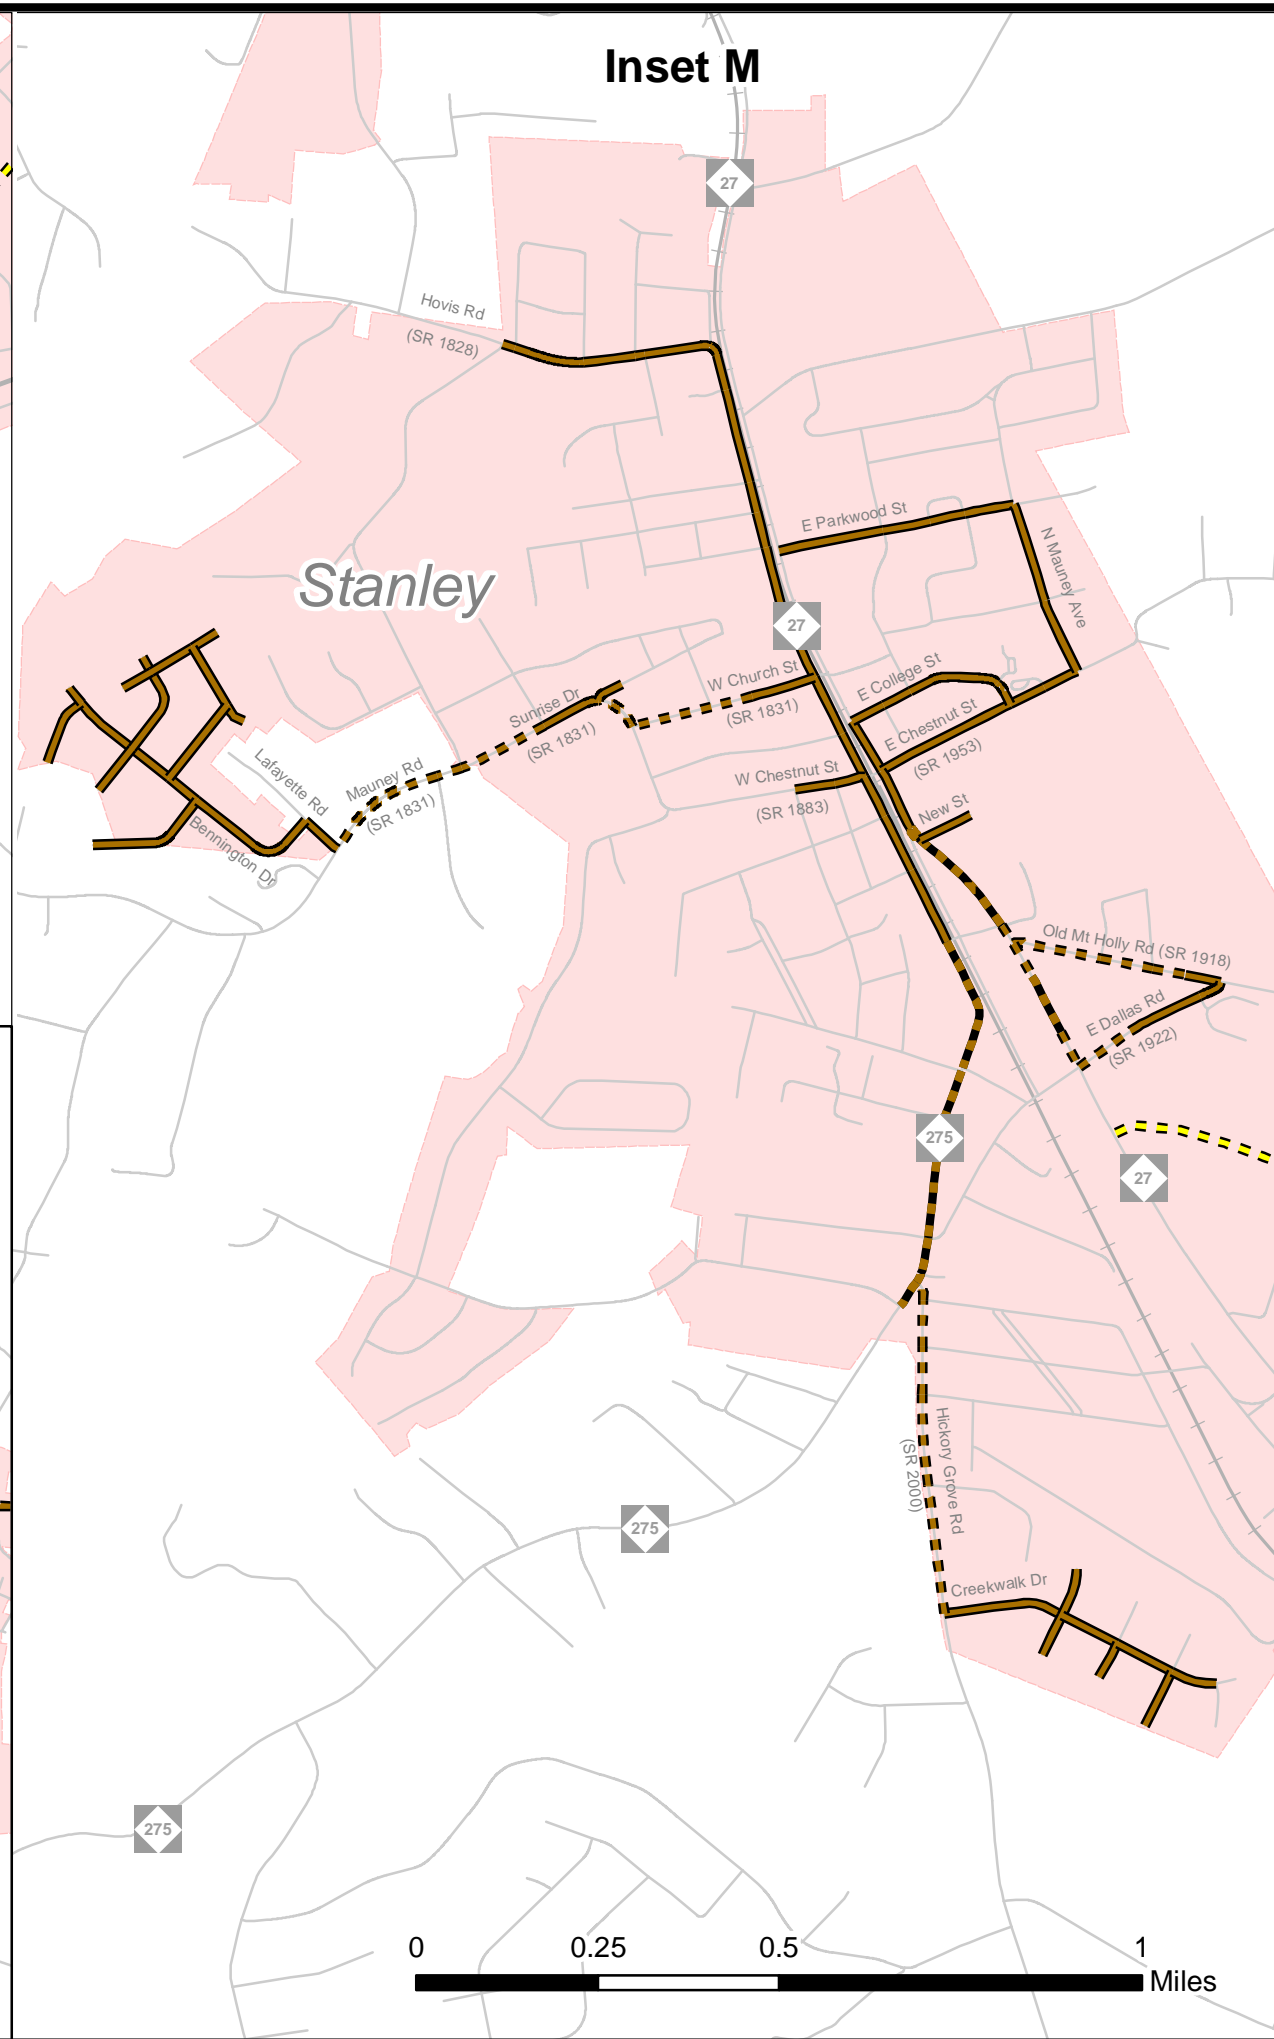 Inset M
27
Hovis Rd
(SR 1828)
E Parkwood St
N Mauney Ave
Stanley
27
E College St
W Church St
(SR 1831)
Sunrise Dr
(SR 1831)
E Chestnut St
(SR 1953)
Lafayette Rd
Mauney Rd
(SR 1831)
W Chestnut St
(SR 1883)
New St
Bennington Dr
Old Mt Holly Rd (SR 1918)
E Dallas Rd
(SR 1922)
275
27
Hickory Grove Rd
(SR 2000)
275
Creekwalk Dr
275
0 0.25 0.5 1
Miles